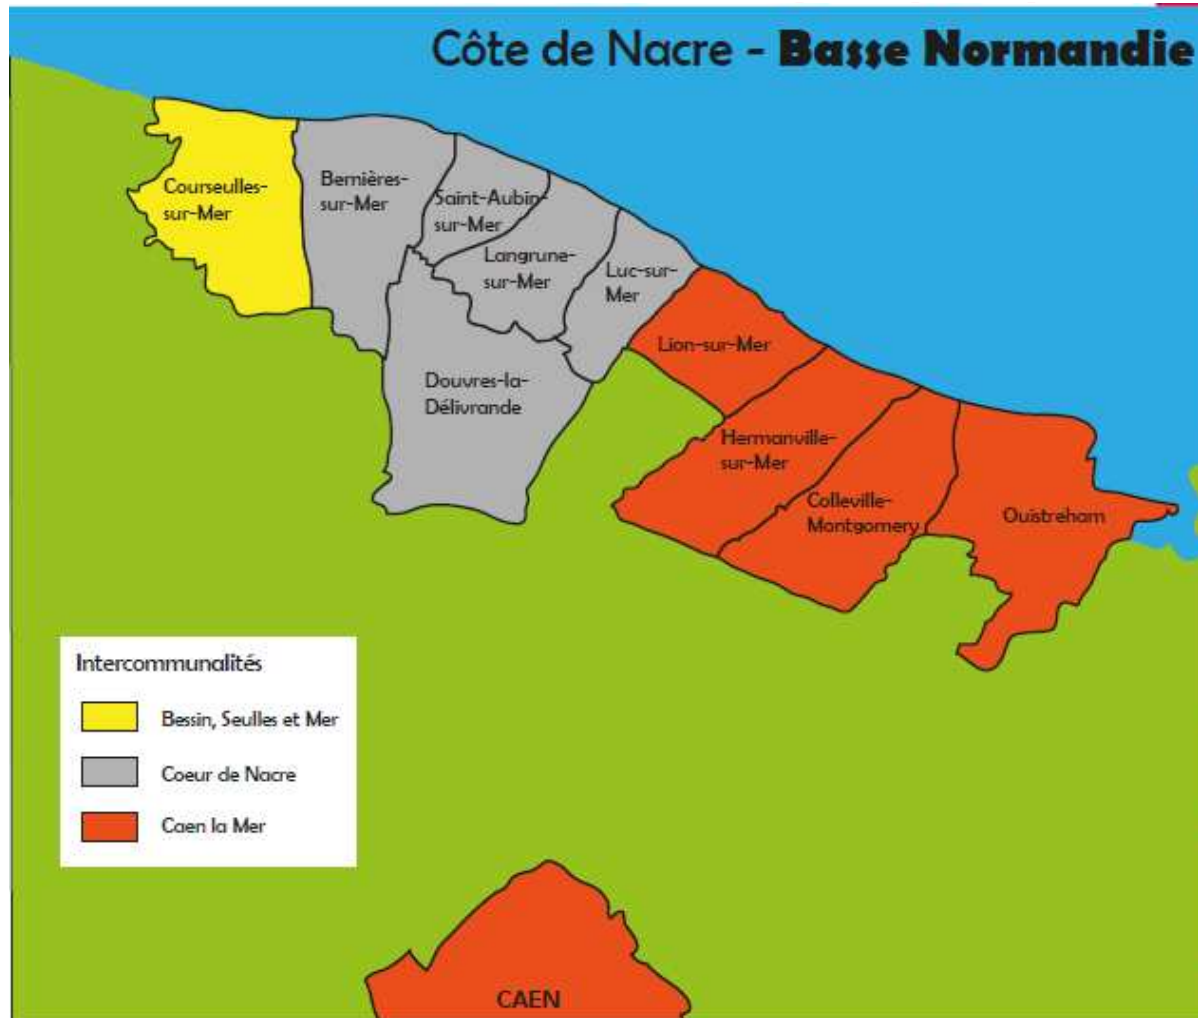 Côte de Nacre - Basse Normandie
Courseulles-
sur-Mer
Bernières-
sur-Mer
Saint-Aubin-
sur-Mer
Langrune-
sur-Mer
Luc-sur-
Mer
Lion-sur-Mer
Douvres-la-
Délivrande
Hermanville-
sur-Mer
Colleville-
Montgomery
Ouistreham
Intercommunalités
Bessin, Seulles et Mer
Coeur de Nacre
Caen la Mer
CAEN